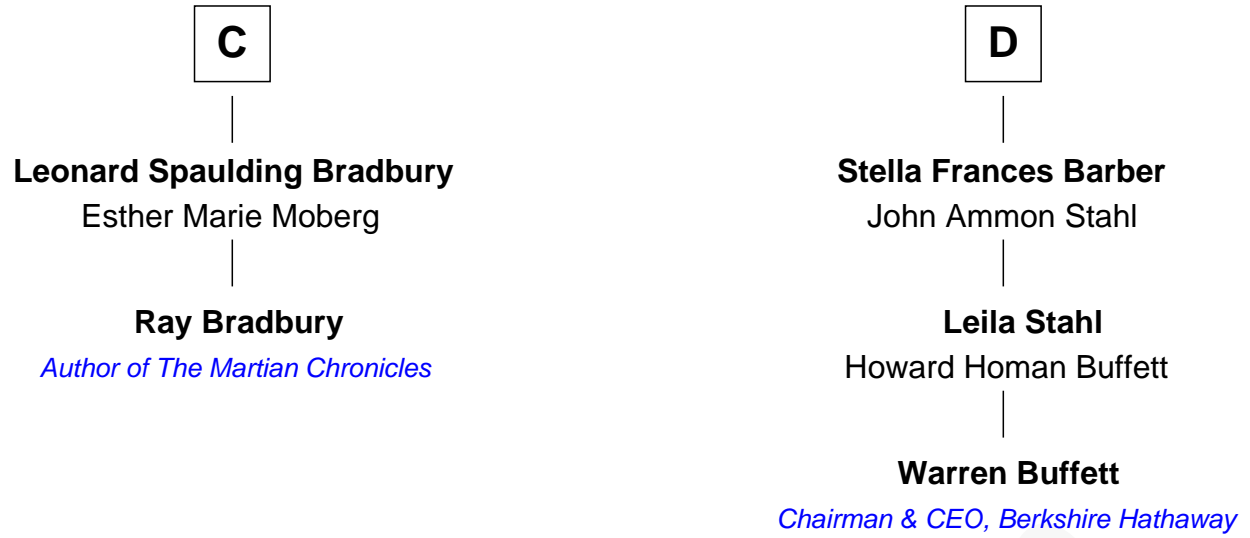 C
Leonard Spaulding Bradbury
Esther Marie Moberg
Ray Bradbury
Author of The Martian Chronicles
D
Stella Frances Barber
John Ammon Stahl
Leila Stahl
Howard Homan Buffett
Warren Buffett
Chairman & CEO, Berkshire Hathaway